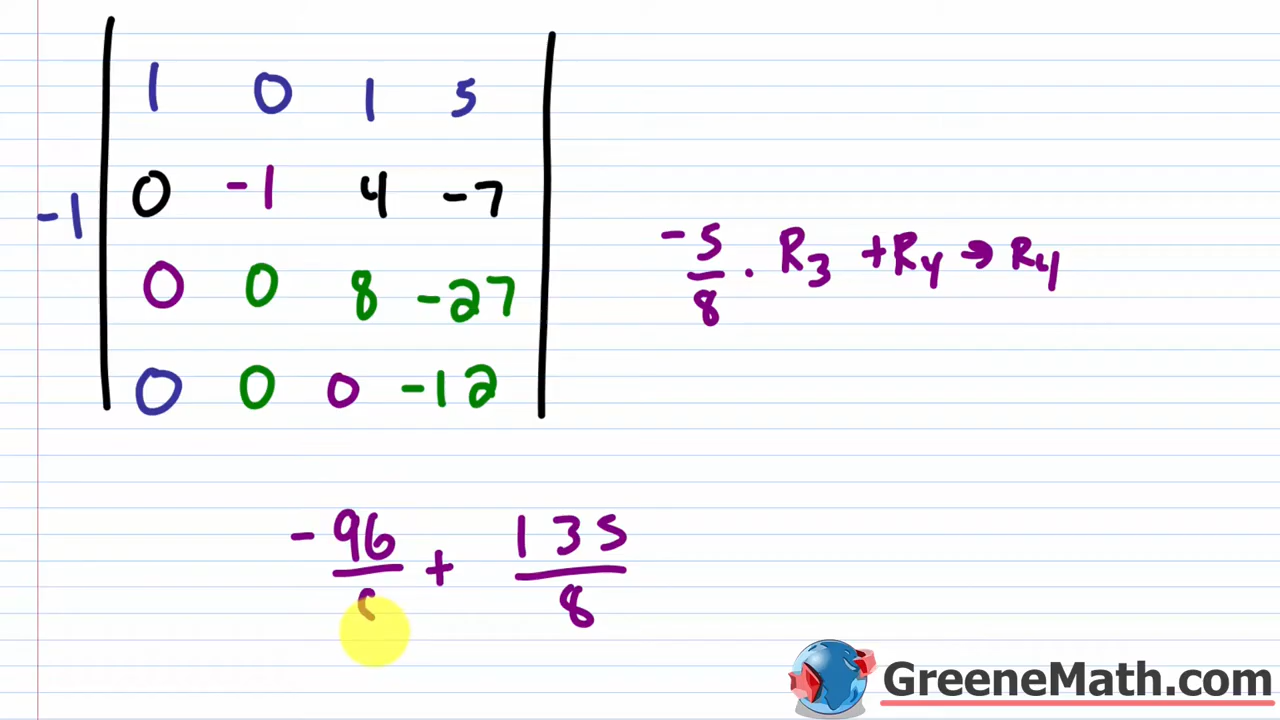 1 0 1 5
-1 0 -1 4 -7
0 0 8 -27
-5/8 · R3 + R4 → R4
0 0 0 -12
-96/ + 135/8
GreeneMath.com